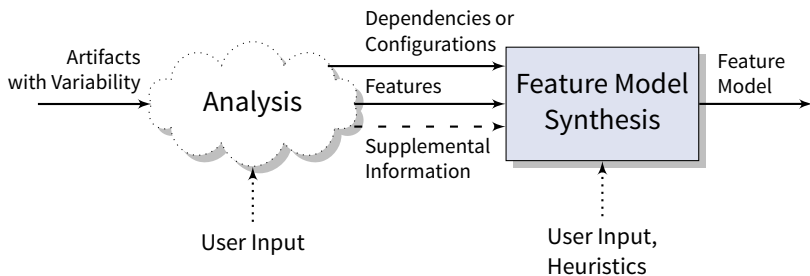 Artifacts
with Variability
Analysis
User Input
Dependencies or
Configurations
Features
Supplemental
Information
Feature Model
Synthesis
User Input,
Heuristics
Feature
Model